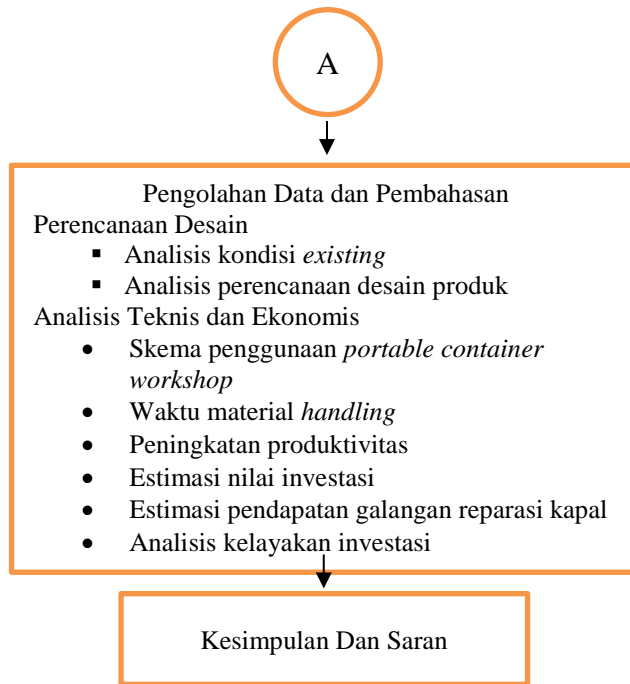 A
Pengolahan Data dan Pembahasan
Perencanaan Desain
▪ Analisis kondisi existing
▪ Analisis perencanaan desain produk
Analisis Teknis dan Ekonomis
• Skema penggunaan portable container
workshop
• Waktu material handling
• Peningkatan produktivitas
• Estimasi nilai investasi
• Estimasi pendapatan galangan reparasi kapal
• Analisis kelayakan investasi
Kesimpulan Dan Saran